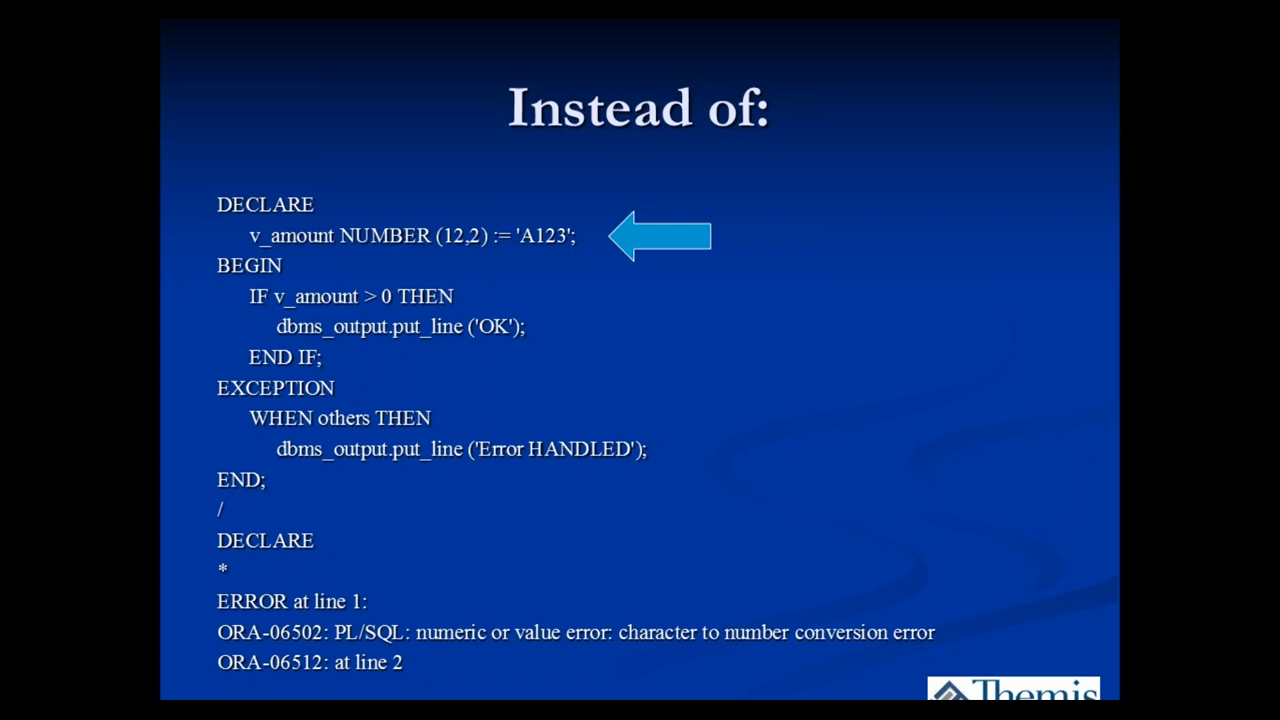 Instead of:
DECLARE
v_amount NUMBER (12,2) := 'A123';
BEGIN
IF v_amount > 0 THEN
dbms_output.put_line ('OK');
END IF;
EXCEPTION
WHEN others THEN
dbms_output.put_line ('Error HANDLED');
END;
/
DECLARE
*
ERROR at line 1:
ORA-06502: PL/SQL: numeric or value error: character to number conversion error
ORA-06512: at line 2
Themis